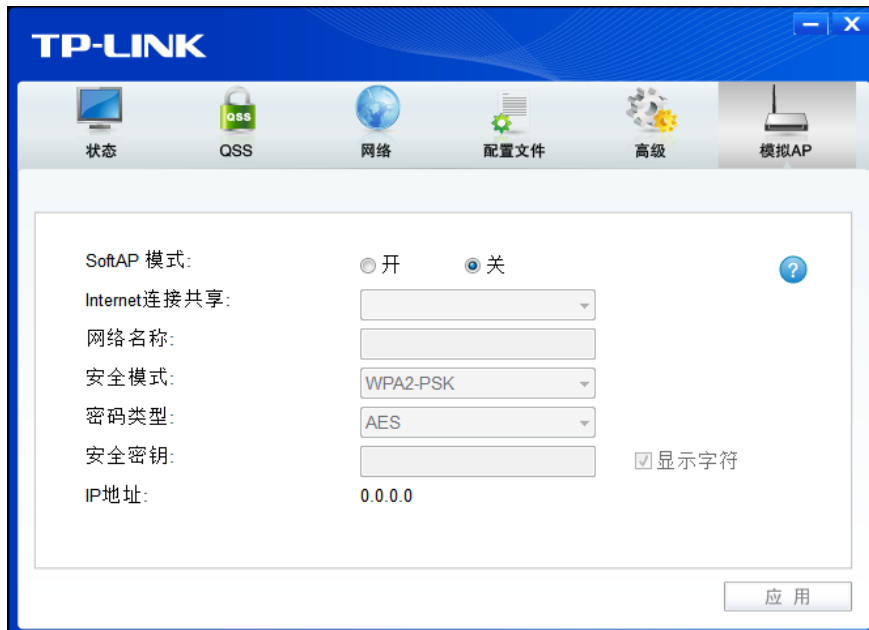 TP-LINK
QSS
状态
QSS
网络
配置文件
高级
模拟AP
SoftAP 模式:
开
关
?
Internet连接共享:
网络名称:
安全模式:
WPA2-PSK
密码类型:
AES
安全密钥:
显示字符
IP地址:
0.0.0.0
应 用